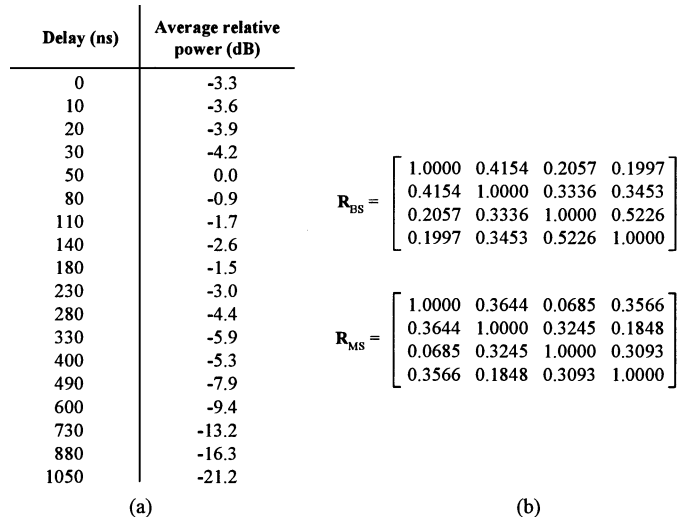 Delay (ns) Average relative power (dB)
0 -3.3
10 -3.6
20 -3.9
30 -4.2
50 0.0
80 -0.9
110 -1.7
140 -2.6
180 -1.5
230 -3.0
280 -4.4
330 -5.9
400 -5.3
490 -7.9
600 -9.4
730 -13.2
880 -16.3
1050 -21.2
(a)
R_BS =
1.0000 0.4154 0.2057 0.1997
0.4154 1.0000 0.3336 0.3453
0.2057 0.3336 1.0000 0.5226
0.1997 0.3453 0.5226 1.0000
R_MS =
1.0000 0.3644 0.0685 0.3566
0.3644 1.0000 0.3245 0.1848
0.0685 0.3245 1.0000 0.3093
0.3566 0.1848 0.3093 1.0000
(b)